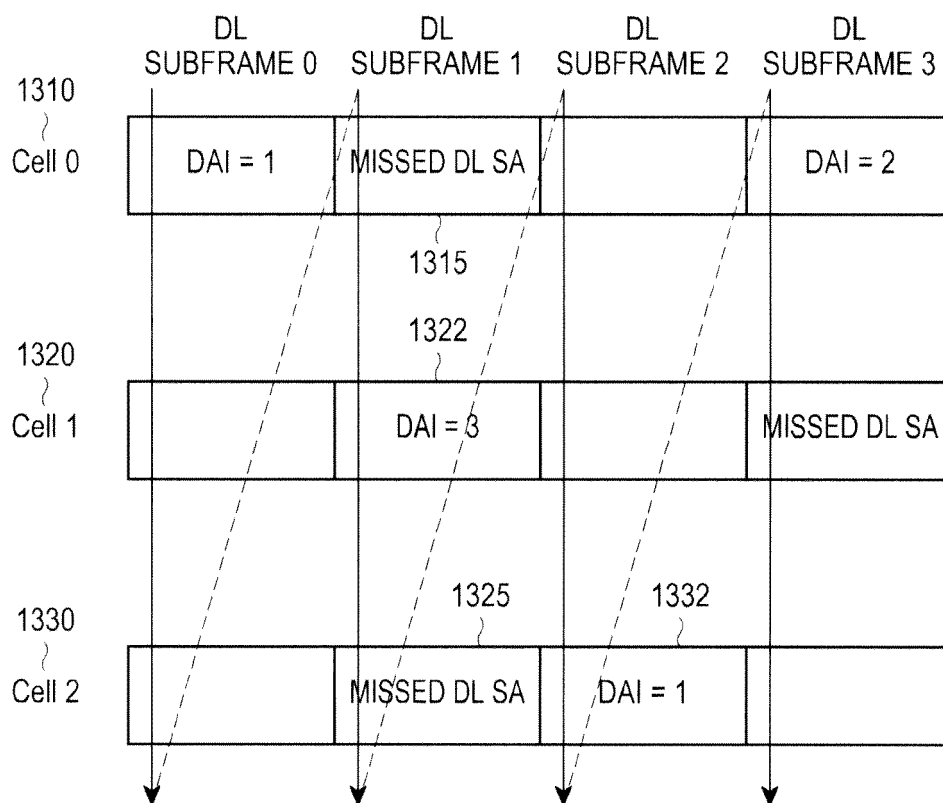 DL
SUBFRAME 0
DL
SUBFRAME 1
DL
SUBFRAME 2
DL
SUBFRAME 3
1310
Cell 0
DAI = 1
MISSED DL SA
DAI = 2
1315
1322
1320
Cell 1
DAI = 3
MISSED DL SA
1325
1332
1330
Cell 2
MISSED DL SA
DAI = 1